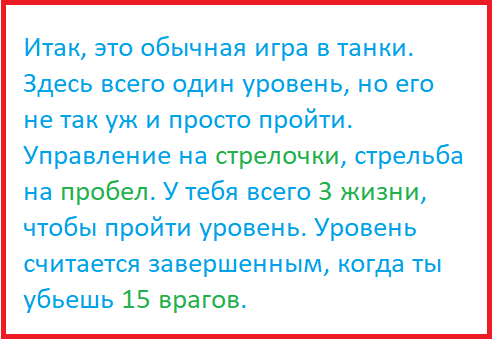 Итак, это обычная игра в танки.
Здесь всего один уровень, но его
не так уж и просто пройти.
Управление на стрелочки, стрельба
на пробел. У тебя всего 3 жизни,
чтобы пройти уровень. Уровень
считается завершенным, когда ты
убьешь 15 врагов.